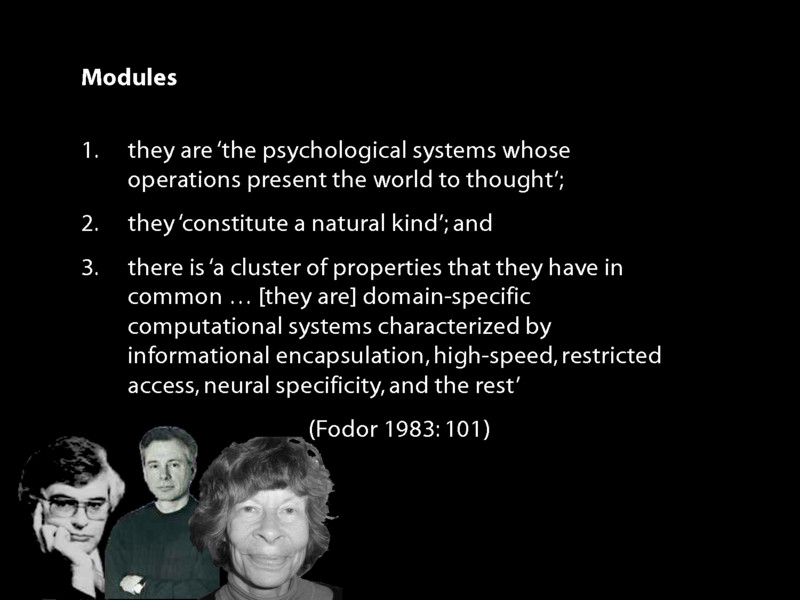 Modules
1. they are ‘the psychological systems whose
operations present the world to thought’;
2. they ‘constitute a natural kind’; and
3. there is ‘a cluster of properties that they have in
common … [they are] domain-specific
computational systems characterized by
informational encapsulation, high-speed, restricted
access, neural specificity, and the rest’
(Fodor 1983: 101)